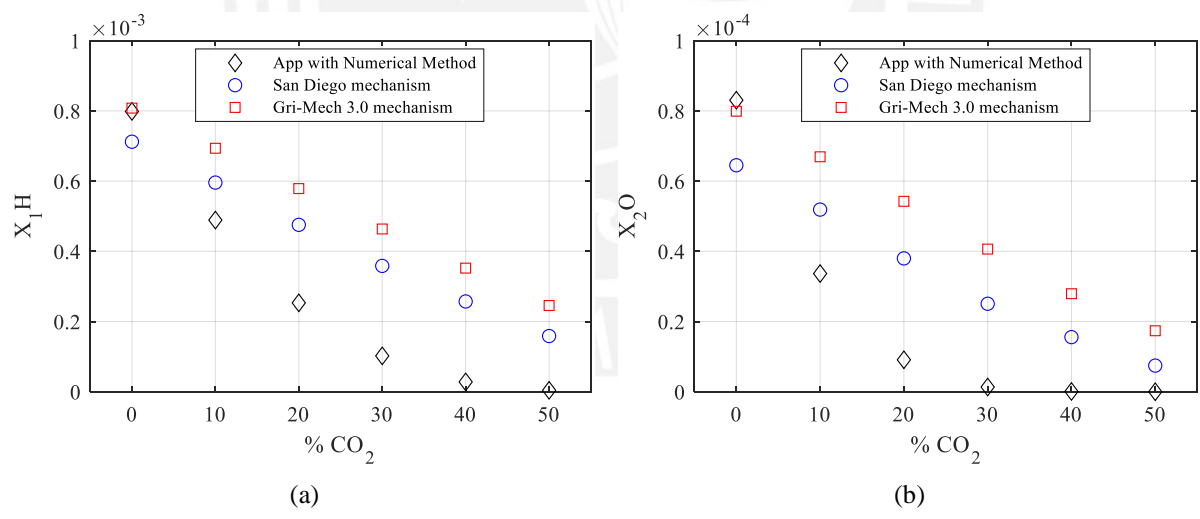 ×10⁻³
1
0.8
0.6
0.4
0.2
0
X₁H
App with Numerical Method
San Diego mechanism
Gri-Mech 3.0 mechanism
0 10 20 30 40 50
% CO₂
(a)
×10⁻⁴
1
0.8
0.6
0.4
0.2
0
X₂O
App with Numerical Method
San Diego mechanism
Gri-Mech 3.0 mechanism
0 10 20 30 40 50
% CO₂
(b)